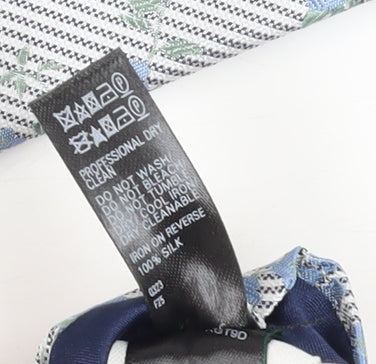 PROFESSIONAL DRY
CLEAN
DO NOT WASH
DO NOT BLEACH
DO NOT TUMBLE
DRY COOL IRON
DRY CLEANABLE
IRON ON REVERSE
100% SILK